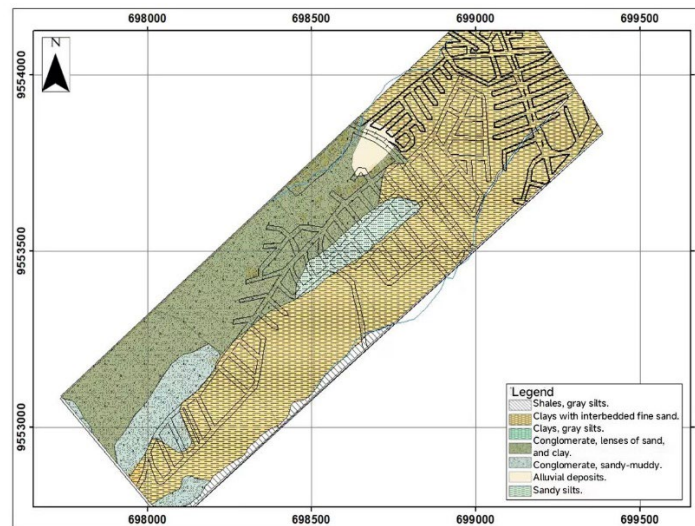 698000 698500 699000 699500
N
9554000
9553500
9553000
Legend
Shales, gray silts.
Clays with interbedded fine sand.
Clays, gray silts.
Conglomerate, lenses of sand,
and clay.
Conglomerate, sandy-muddy.
Alluvial deposits.
Sandy silts.
698000 698500 699000 699500